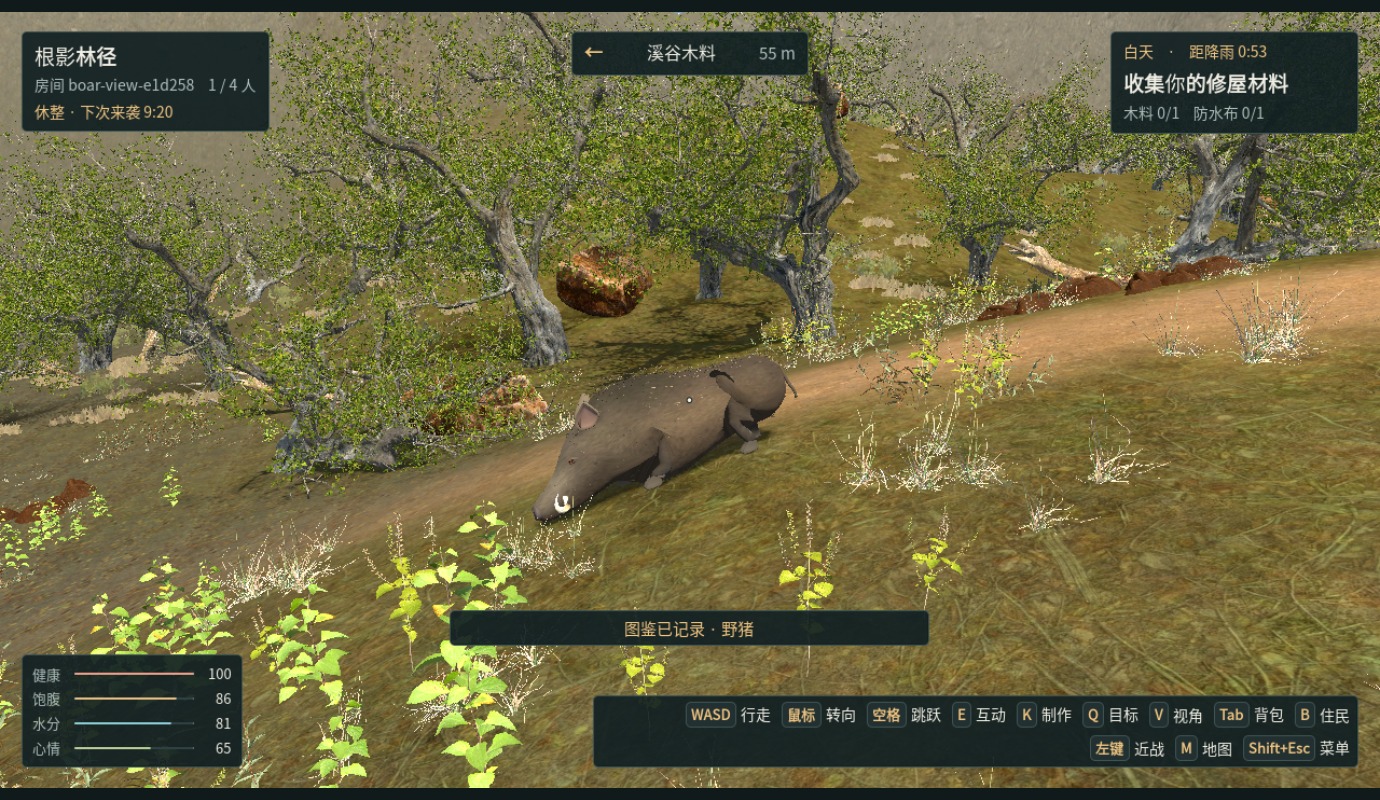 根影林径
房间 boar-view-e1d258 1 / 4 人
休整 · 下次来袭 9:20
← 溪谷木料 55 m
白天 · 距降雨 0:53
收集你的修屋材料
木料 0/1 防水布 0/1
图鉴已记录 · 野猪
健康 100
饱腹 86
水分 81
心情 65
WASD 行走 鼠标 转向 空格 跳跃 E 互动 K 制作 Q 目标 V 视角 Tab 背包 B 住民
左键 近战 M 地图 Shift+Esc 菜单